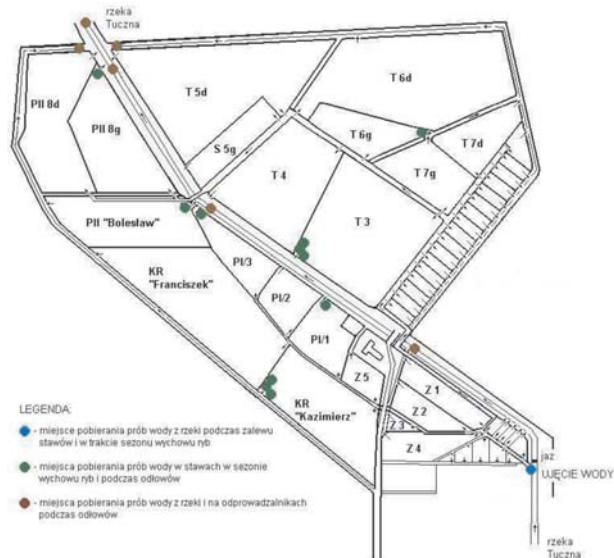 rzeka
Tuczna
PII 8d
PII 8g
T 5d
S 5g
T 6d
T 6g
T 7d
T 7g
T 4
T 3
PII "Bolesław"
KR
"Franciszek"
PI/3
PI/2
PI/1
Z 5
KR
"Kazimierz"
Z 1
Z 2
Z 3
Z 4
jaz
UJĘCIE WODY
rzeka
Tuczna
LEGENDA:
- miejsce pobierania prób wody z rzeki podczas zalewu
stawów i w trakcie sezonu wychowu ryb
- miejsca pobierania prób wody w stawach w sezonie
wychowu ryb i podczas odłowów
- miejsca pobierania prób wody z rzeki i na odprowadzalnikach
podczas odłowów